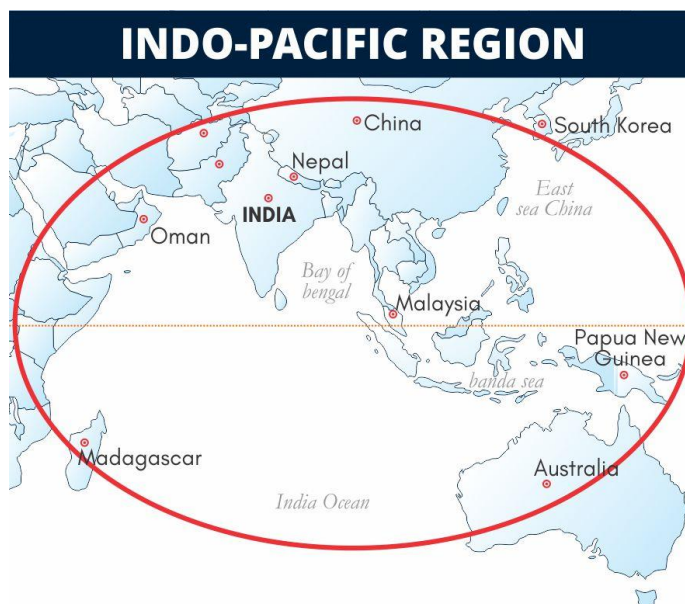 INDO-PACIFIC REGION
China
South Korea
Nepal
East
sea China
INDIA
Oman
Bay of
bengal
Malaysia
Papua New
Guinea
banda sea
Madagascar
Australia
India Ocean